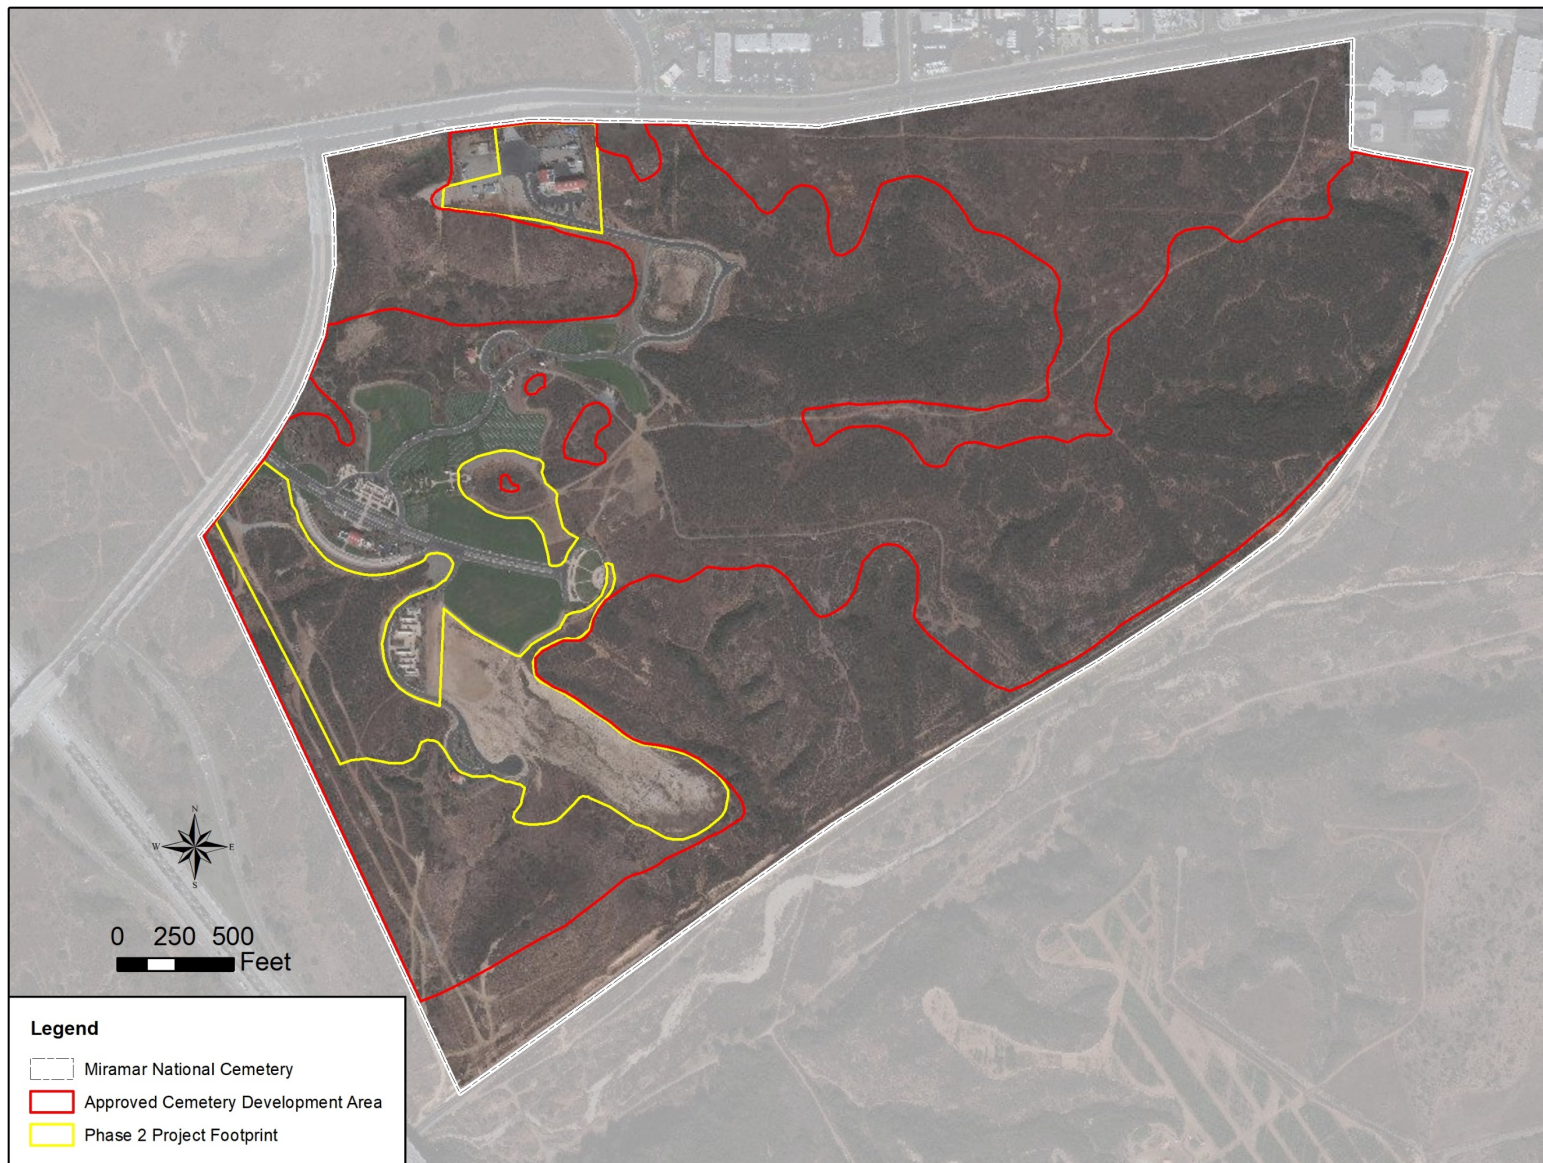 N
W
E
S
0 250 500
Feet
Legend
Miramar National Cemetery
Approved Cemetery Development Area
Phase 2 Project Footprint